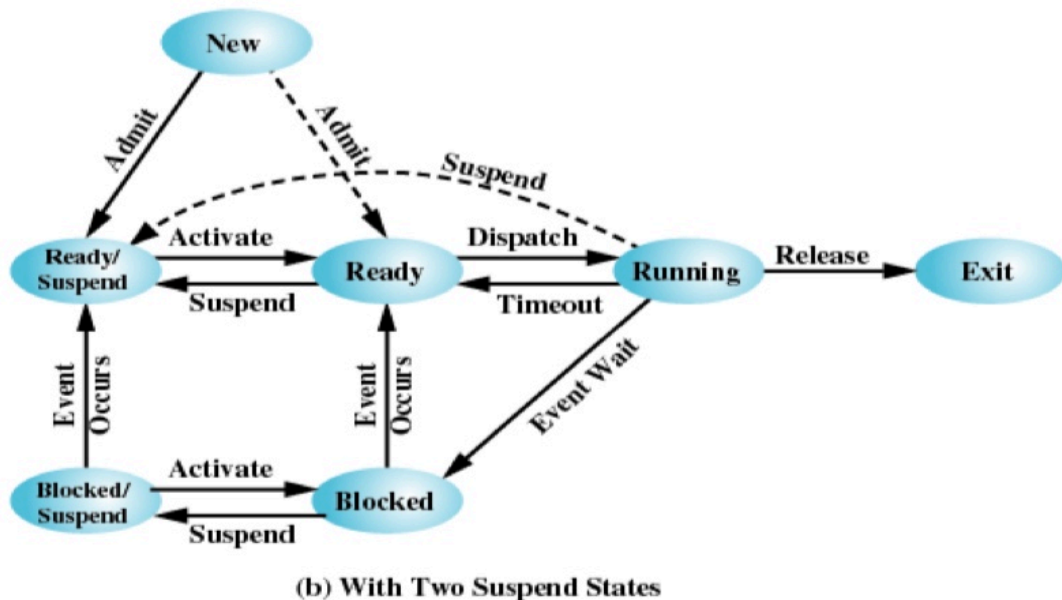 New
Admit
Admit
Suspend
Ready/
Suspend
Activate
Suspend
Ready
Dispatch
Timeout
Running
Release
Exit
Event
Occurs
Event
Occurs
Event Wait
Blocked/
Suspend
Activate
Suspend
Blocked
(b) With Two Suspend States